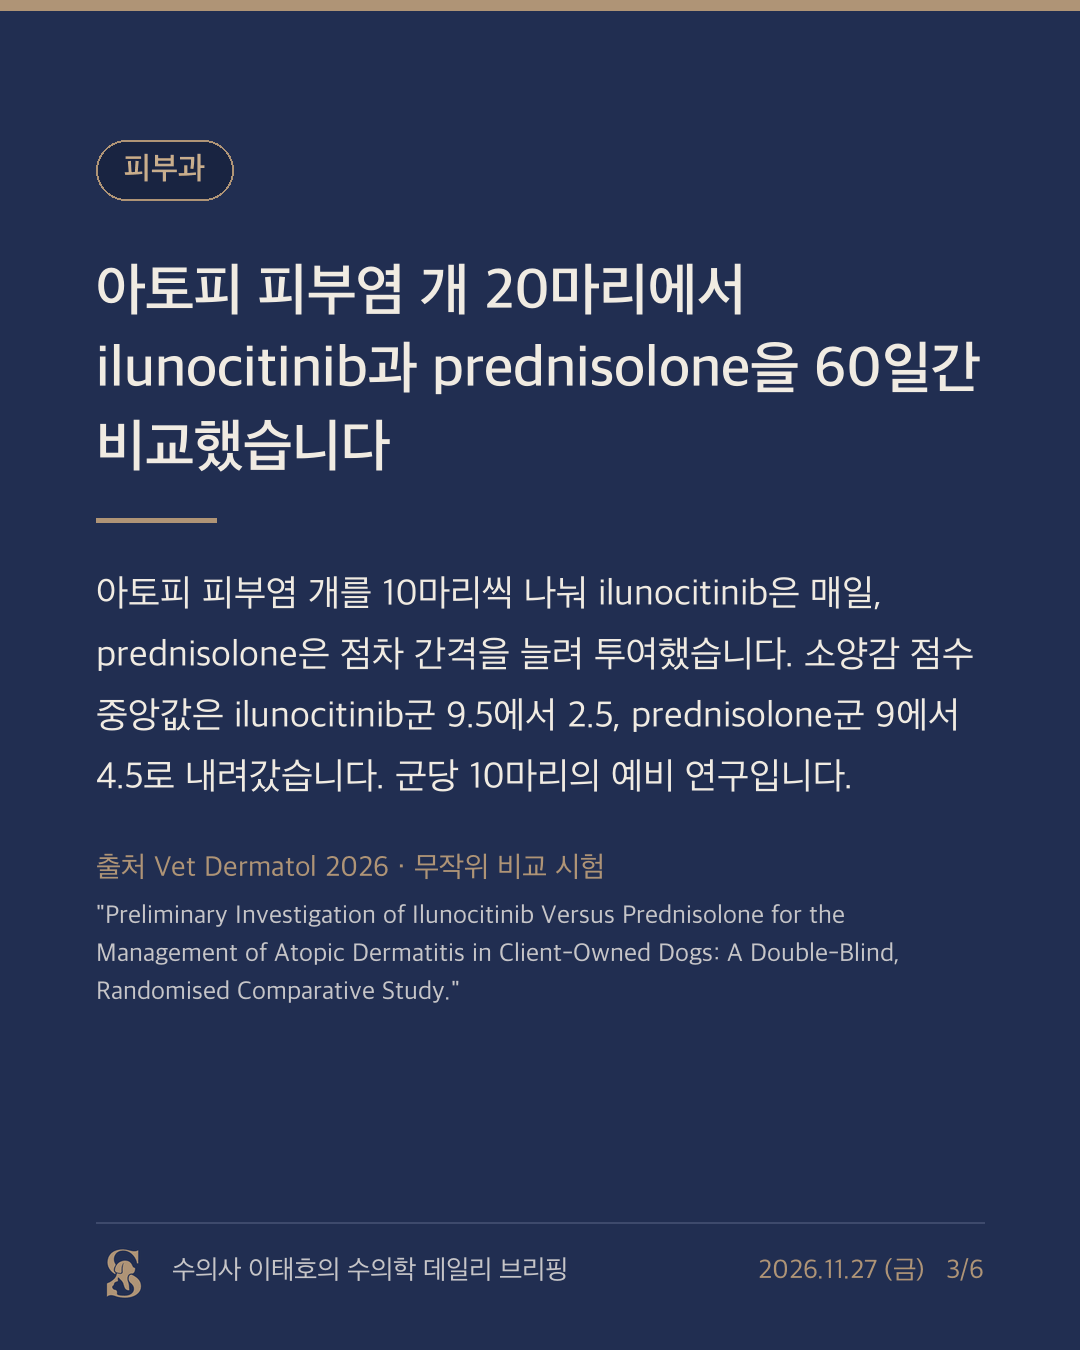 피부과
아토피 피부염 개 20마리에서
ilunocitinib과 prednisolone을 60일간
비교했습니다
아토피 피부염 개를 10마리씩 나눠 ilunocitinib은 매일,
prednisolone은 점차 간격을 늘려 투여했습니다. 소양감 점수
중앙값은 ilunocitinib군 9.5에서 2.5, prednisolone군 9에서
4.5로 내려갔습니다. 군당 10마리의 예비 연구입니다.
출처 Vet Dermatol 2026 · 무작위 비교 시험
"Preliminary Investigation of Ilunocitinib Versus Prednisolone for the
Management of Atopic Dermatitis in Client-Owned Dogs: A Double-Blind,
Randomised Comparative Study."
수의사 이태호의 수의학 데일리 브리핑 2026.11.27 (금) 3/6